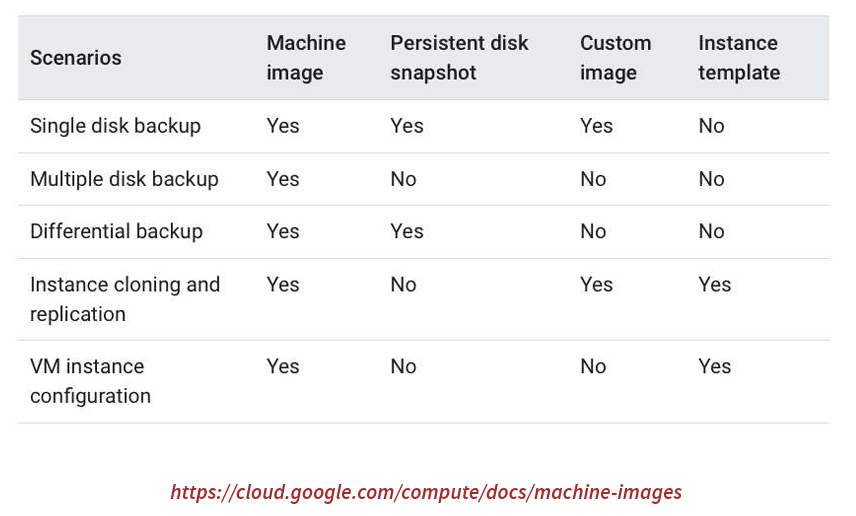 Scenarios Machine image Persistent disk snapshot Custom image Instance template
Single disk backup Yes Yes Yes No
Multiple disk backup Yes No No No
Differential backup Yes Yes No No
Instance cloning and replication Yes No Yes Yes
VM instance configuration Yes No No Yes
https://cloud.google.com/compute/docs/machine-images